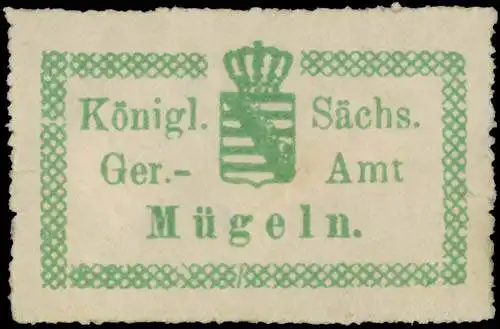 Königl. Sächs.
Ger.- Amt
Mügeln.